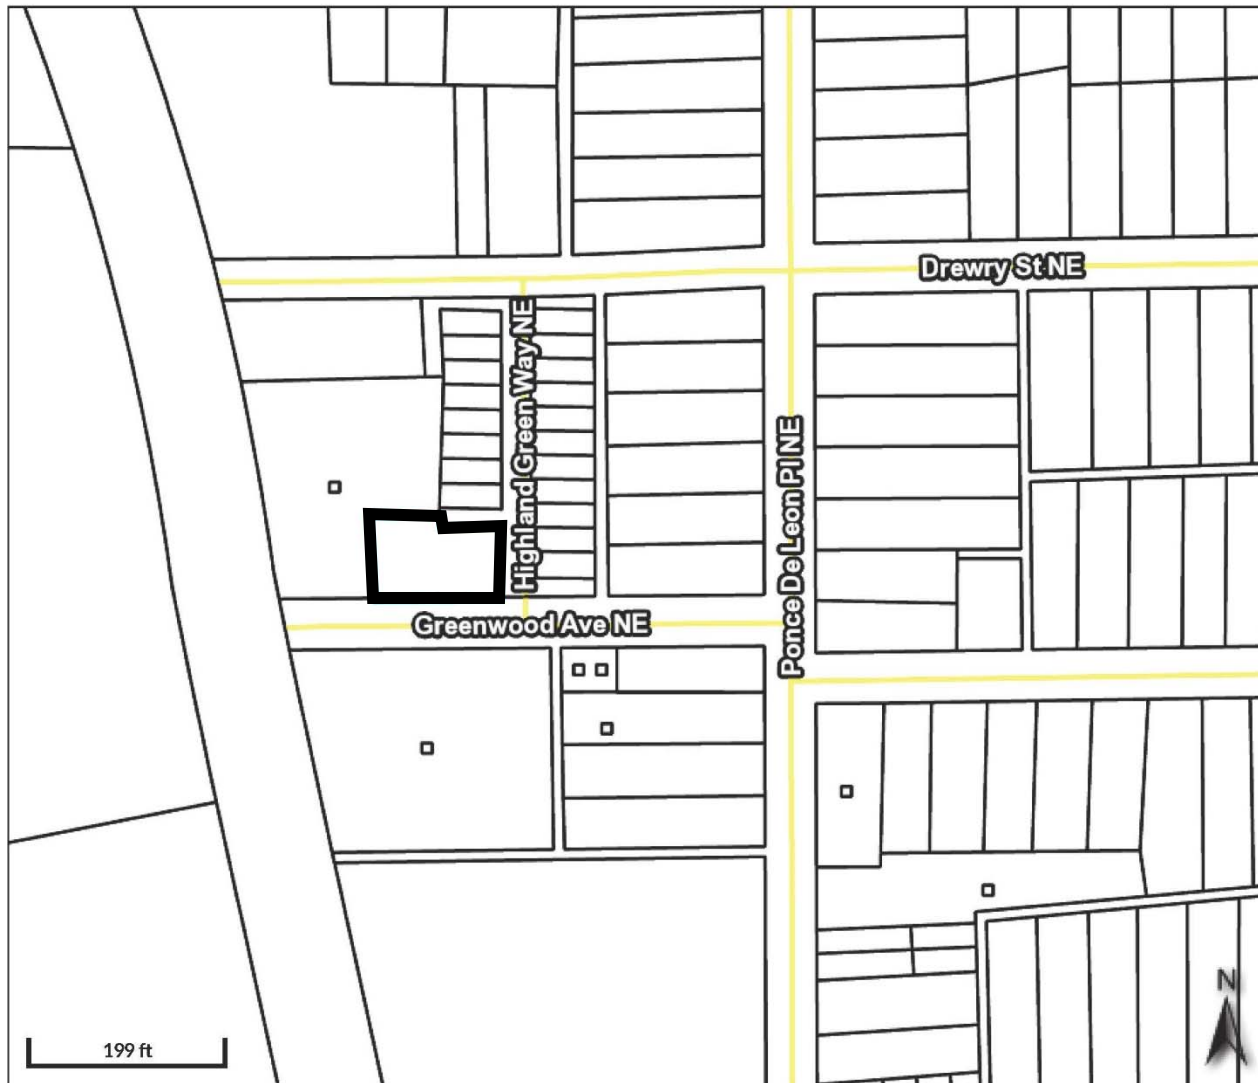 Drewry St NE
Highland Green Way NE
Ponce De Leon Pl NE
Greenwood Ave NE
N
199 ft